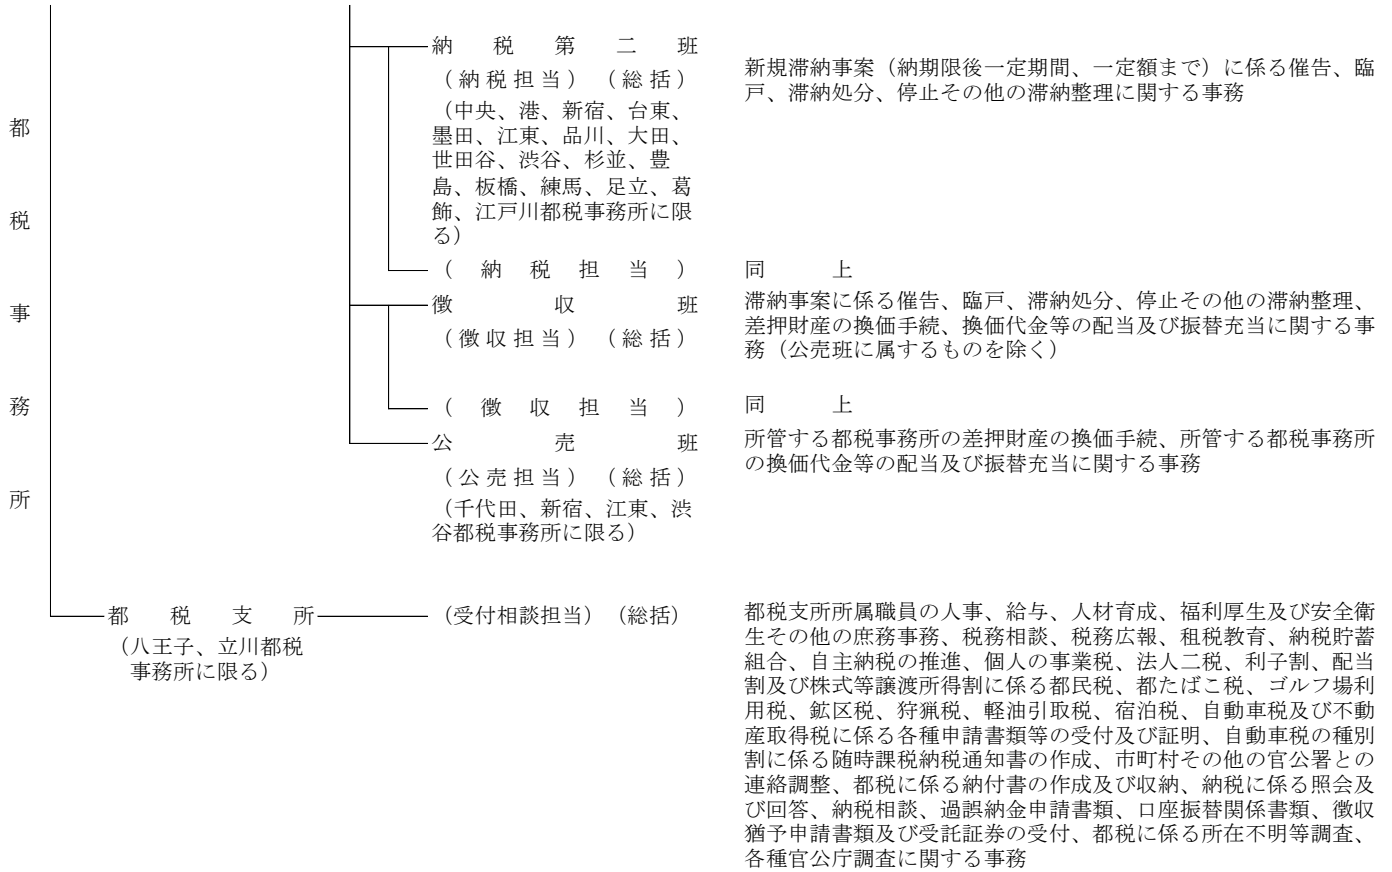 都税事務所
納税第二班
（納税担当）（総括）
（中央、港、新宿、台東、
墨田、江東、品川、大田、
世田谷、渋谷、杉並、豊
島、板橋、練馬、足立、葛
飾、江戸川都税事務所に限
る）
新規滞納事案（納期限後一定期間、一定額まで）に係る催告、臨
戸、滞納処分、停止その他の滞納整理に関する事務
（納税担当）
同上
徴収班
（徴収担当）（総括）
滞納事案に係る催告、臨戸、滞納処分、停止その他の滞納整理、
差押財産の換価手続、換価代金等の配当及び振替充当に関する事
務（公売班に属するものを除く）
（徴収担当）
同上
公売班
（公売担当）（総括）
（千代田、新宿、江東、渋
谷都税事務所に限る）
所管する都税事務所の差押財産の換価手続、所管する都税事務所
の換価代金等の配当及び振替充当に関する事務
都税支所
（八王子、立川都税
事務所に限る）
（受付相談担当）（総括）
都税支所所属職員の人事、給与、人材育成、福利厚生及び安全衛
生その他の庶務事務、税務相談、税務広報、租税教育、納税貯蓄
組合、自主納税の推進、個人の事業税、法人二税、利子割、配当
割及び株式等譲渡所得割に係る都民税、都たばこ税、ゴルフ場利
用税、鉱区税、狩猟税、軽油引取税、宿泊税、自動車税及び不動
産取得税に係る各種申請書類等の受付及び証明、自動車税の種別
割に係る随時課税納税通知書の作成、市町村その他の官公署との
連絡調整、都税に係る納付書の作成及び収納、納税に係る照会及
び回答、納税相談、過誤納金申請書類、口座振替関係書類、徴収
猶予申請書類及び受託証券の受付、都税に係る所在不明等調査、
各種官公庁調査に関する事務